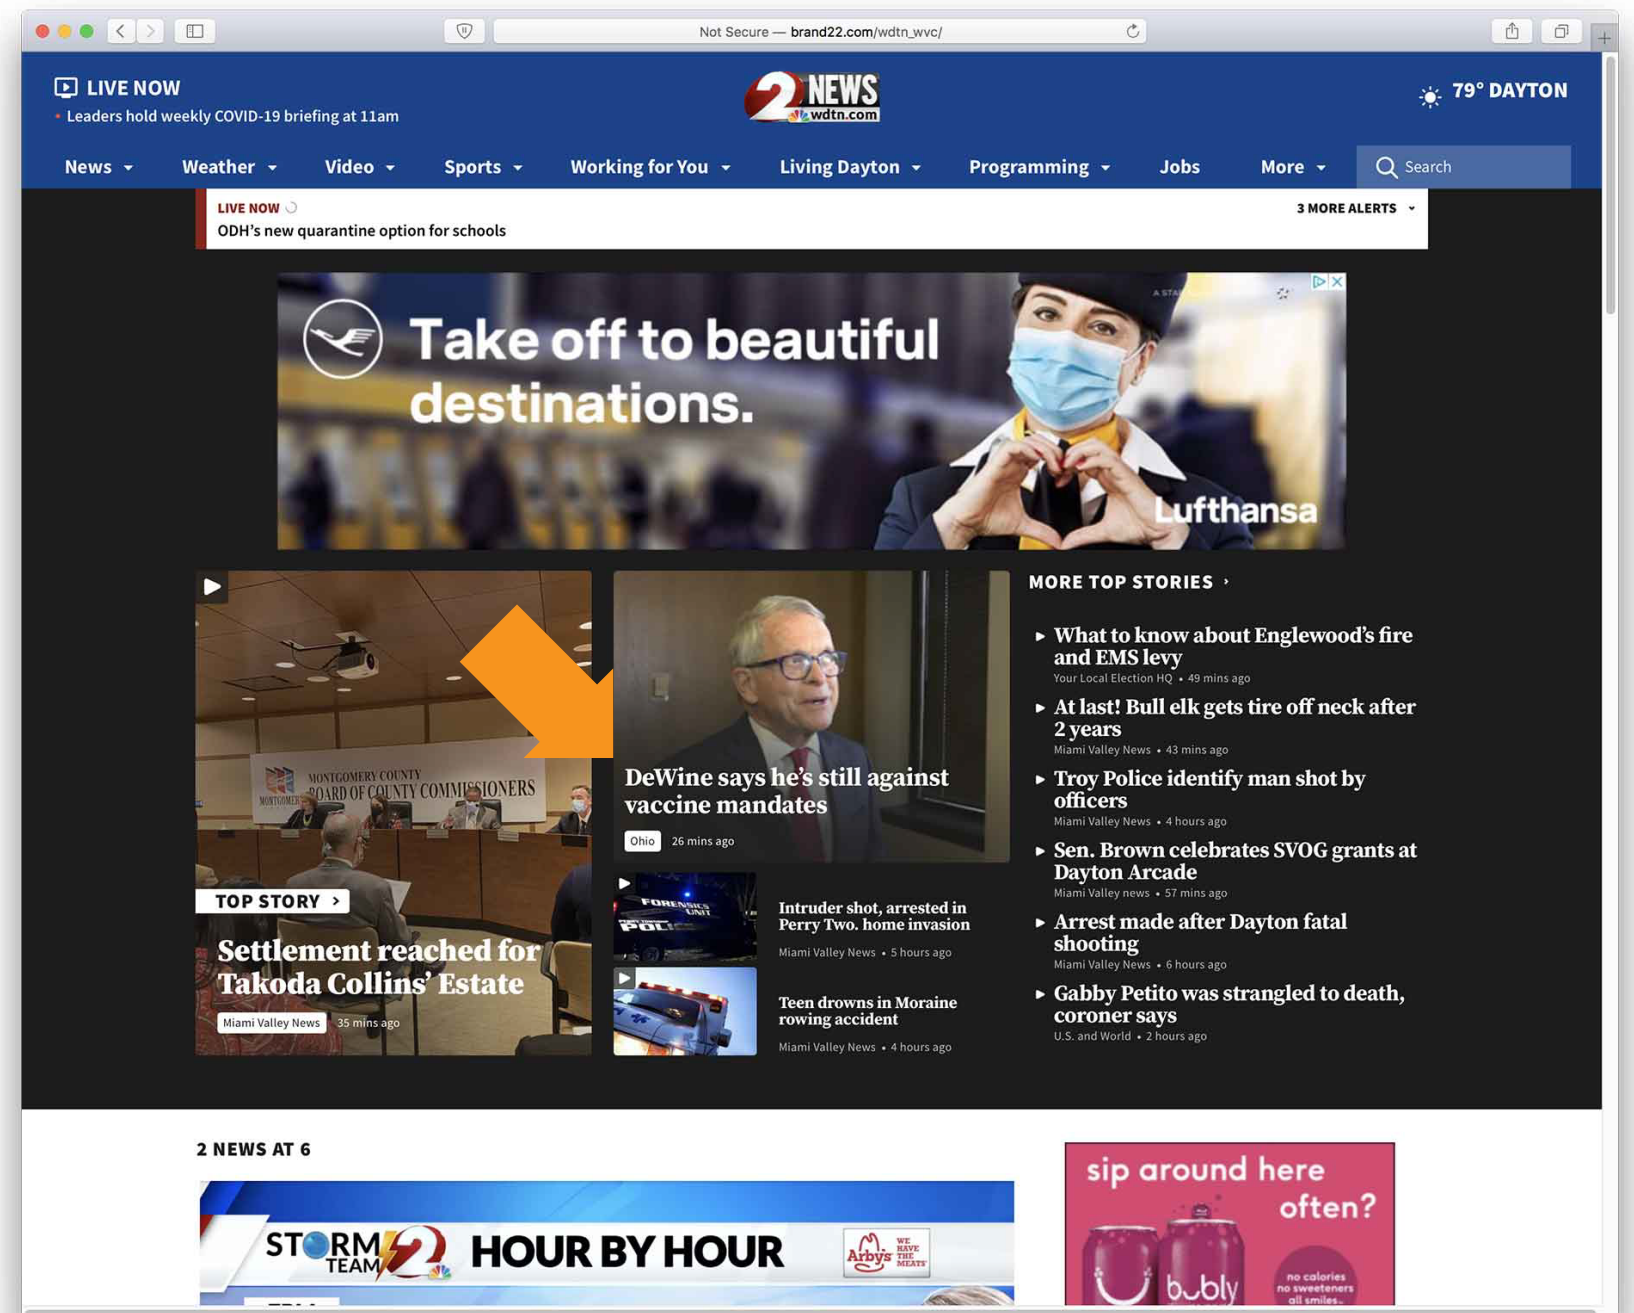 Not Secure — brand22.com/wdtn_wvc/
LIVE NOW
Leaders hold weekly COVID-19 briefing at 11am
2 NEWS
wdtn.com
79° DAYTON
News
Weather
Video
Sports
Working for You
Living Dayton
Programming
Jobs
More
Search
LIVE NOW
3 MORE ALERTS
ODH's new quarantine option for schools
Take off to beautiful
destinations.
A STA
Lufthansa
MONTGOMERY COUNTY
BOARD OF COUNTY COMMISSIONERS
TOP STORY >
Settlement reached for
Takoda Collins' Estate
Miami Valley News 35 mins ago
DeWine says he's still against
vaccine mandates
Ohio 26 mins ago
FORENSICS
UNIT
Intruder shot, arrested in
Perry Two. home invasion
Miami Valley News • 5 hours ago
Teen drowns in Moraine
rowing accident
Miami Valley News • 4 hours ago
MORE TOP STORIES ›
What to know about Englewood's fire
and EMS levy
Your Local Election HQ • 49 mins ago
At last! Bull elk gets tire off neck after
2 years
Miami Valley News • 43 mins ago
Troy Police identify man shot by
officers
Miami Valley News • 4 hours ago
Sen. Brown celebrates SVOG grants at
Dayton Arcade
Miami Valley news • 57 mins ago
Arrest made after Dayton fatal
shooting
Miami Valley News • 6 hours ago
Gabby Petito was strangled to death,
coroner says
U.S. and World • 2 hours ago
2 NEWS AT 6
STORM
TEAM 2
HOUR BY HOUR
Arby's
WE
HAVE
THE
MEATS
sip around here
often?
bubly
no calories
no sweeteners
all smiles.